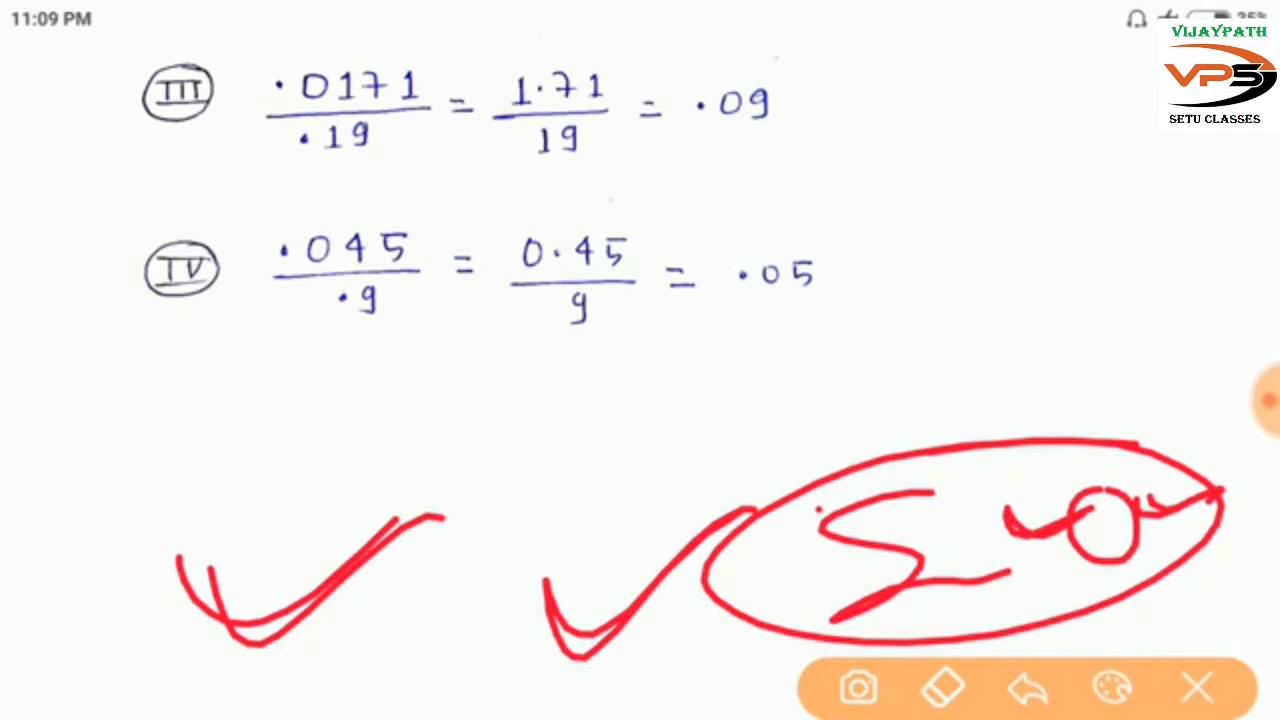 11:09 PM
35%
VIJAYPATH
VPS
SETU CLASSES
III .0171/.19 = 1.71/19 = .09
IV .045/.9 = 0.45/9 = .05